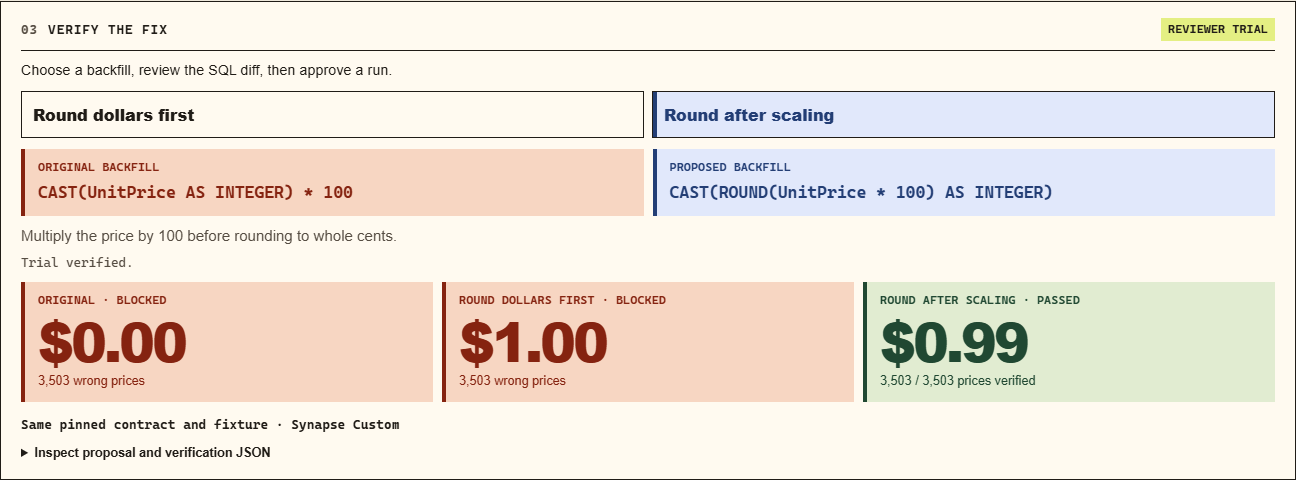 03 VERIFY THE FIX
REVIEWER TRIAL
Choose a backfill, review the SQL diff, then approve a run.
Round dollars first
Round after scaling
ORIGINAL BACKFILL
CAST(UnitPrice AS INTEGER) * 100
PROPOSED BACKFILL
CAST(ROUND(UnitPrice * 100) AS INTEGER)
Multiply the price by 100 before rounding to whole cents.
Trial verified.
ORIGINAL · BLOCKED
$0.00
3,503 wrong prices
ROUND DOLLARS FIRST · BLOCKED
$1.00
3,503 wrong prices
ROUND AFTER SCALING · PASSED
$0.99
3,503 / 3,503 prices verified
Same pinned contract and fixture · Synapse Custom
Inspect proposal and verification JSON